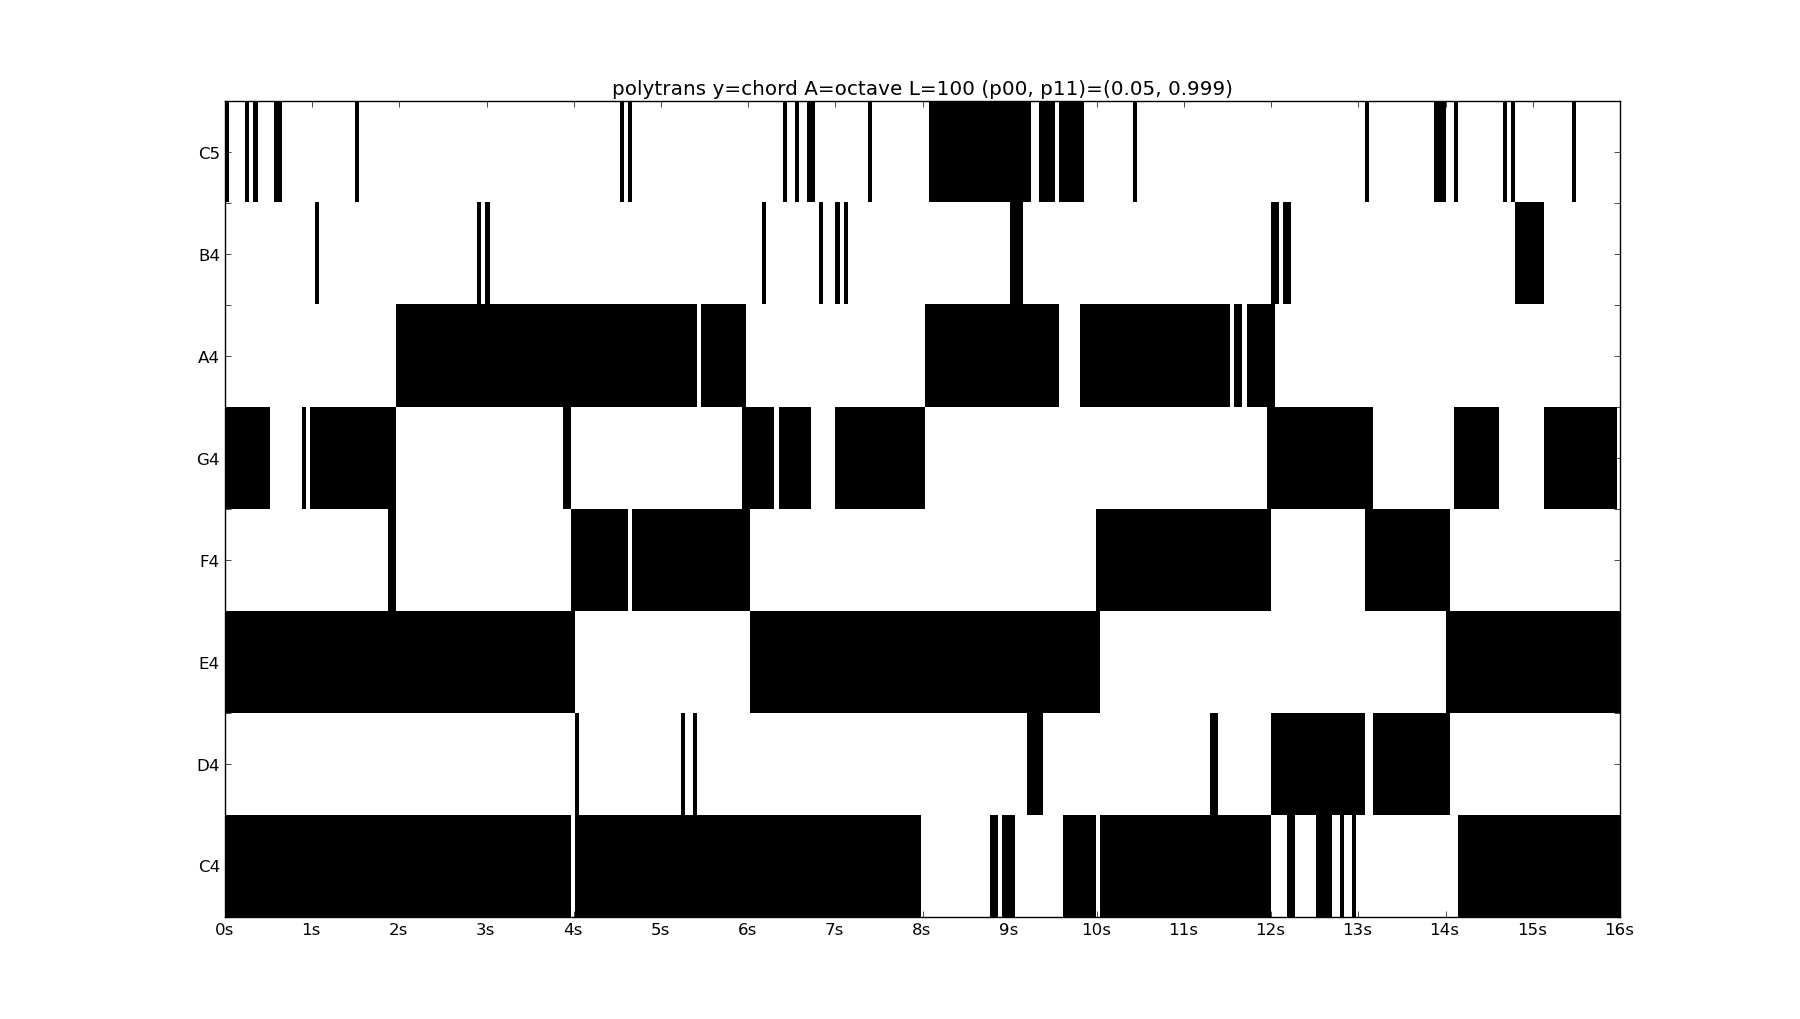 polytrans y=chord A=octave L=100 (p00, p11)=(0.05, 0.999)
C5
B4
A4
G4
F4
E4
D4
C4
0s 1s 2s 3s 4s 5s 6s 7s 8s 9s 10s 11s 12s 13s 14s 15s 16s